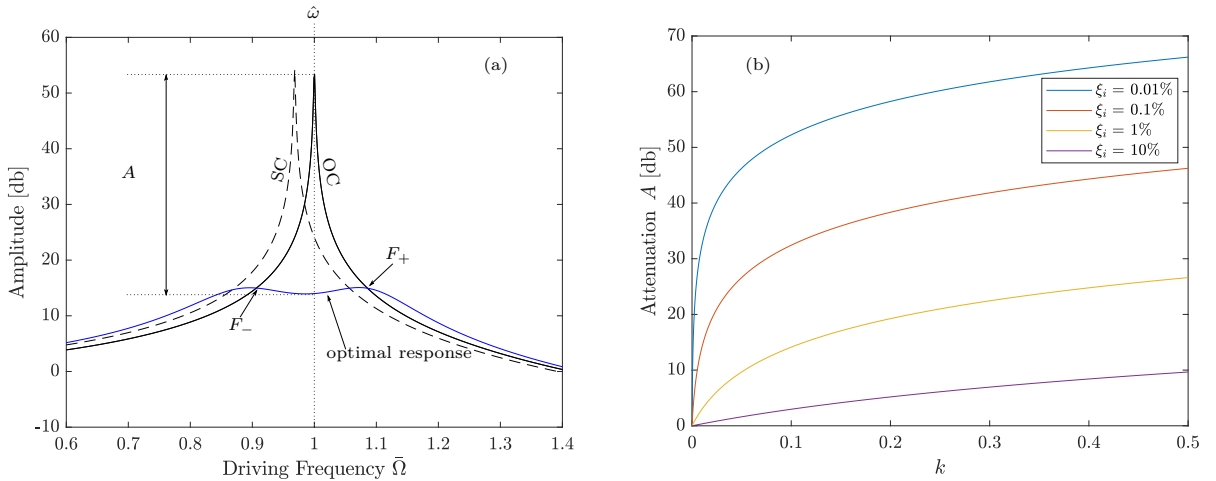 ω̂
60
50
40
30
20
10
0
-10
Amplitude [db]
(a)
A
SC
OC
F₊
F₋
optimal response
0.6 0.7 0.8 0.9 1 1.1 1.2 1.3 1.4
Driving Frequency Ω̄
70
60
50
40
30
20
10
0
Attenuation A [db]
(b)
ξᵢ = 0.01%
ξᵢ = 0.1%
ξᵢ = 1%
ξᵢ = 10%
0 0.1 0.2 0.3 0.4 0.5
k